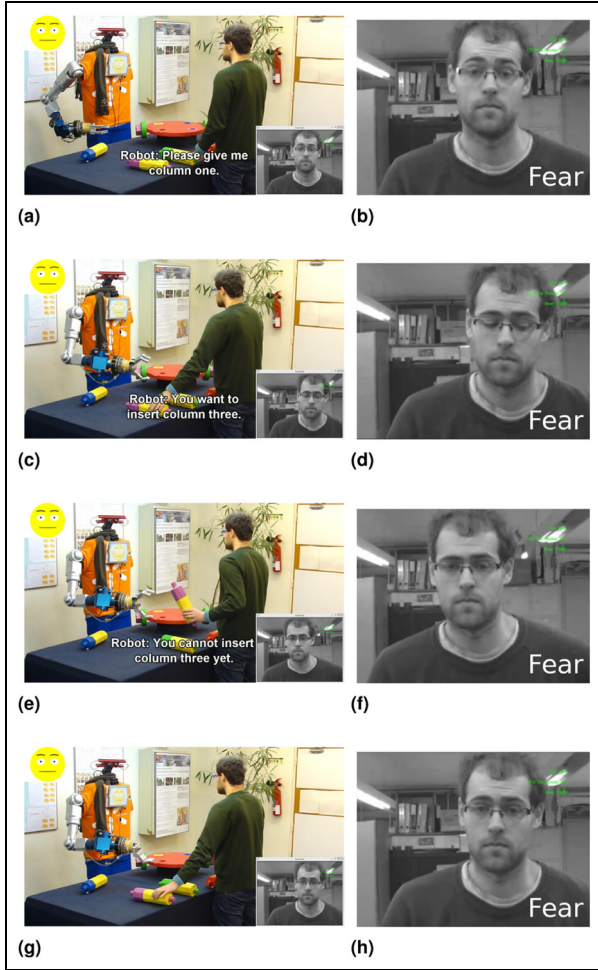 Robot: Please give me
column one.
Fear
(a)
(b)
Robot: You want to
insert column three.
Fear
(c)
(d)
Robot: You cannot insert
column three yet.
Fear
(e)
(f)
Fear
(g)
(h)